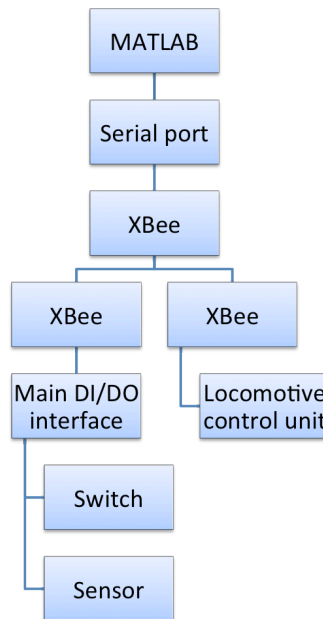 MATLAB
Serial port
XBee
XBee
XBee
Main DI/DO
interface
Locomotive
control unit
Switch
Sensor